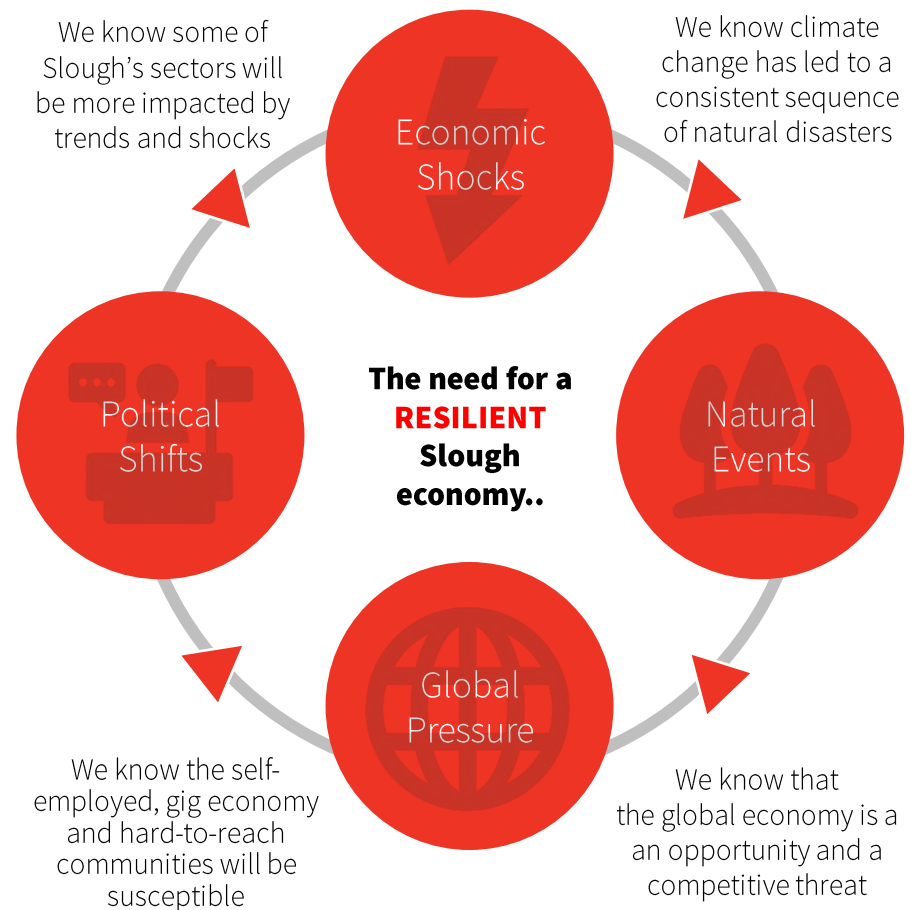 We know some of
Slough’s sectors will
be more impacted by
trends and shocks
Economic
Shocks
We know climate
change has led to a
consistent sequence
of natural disasters
Political
Shifts
The need for a
RESILIENT
Slough
economy..
Natural
Events
Global
Pressure
We know the self-
employed, gig economy
and hard-to-reach
communities will be
susceptible
We know that
the global economy is a
an opportunity and a
competitive threat